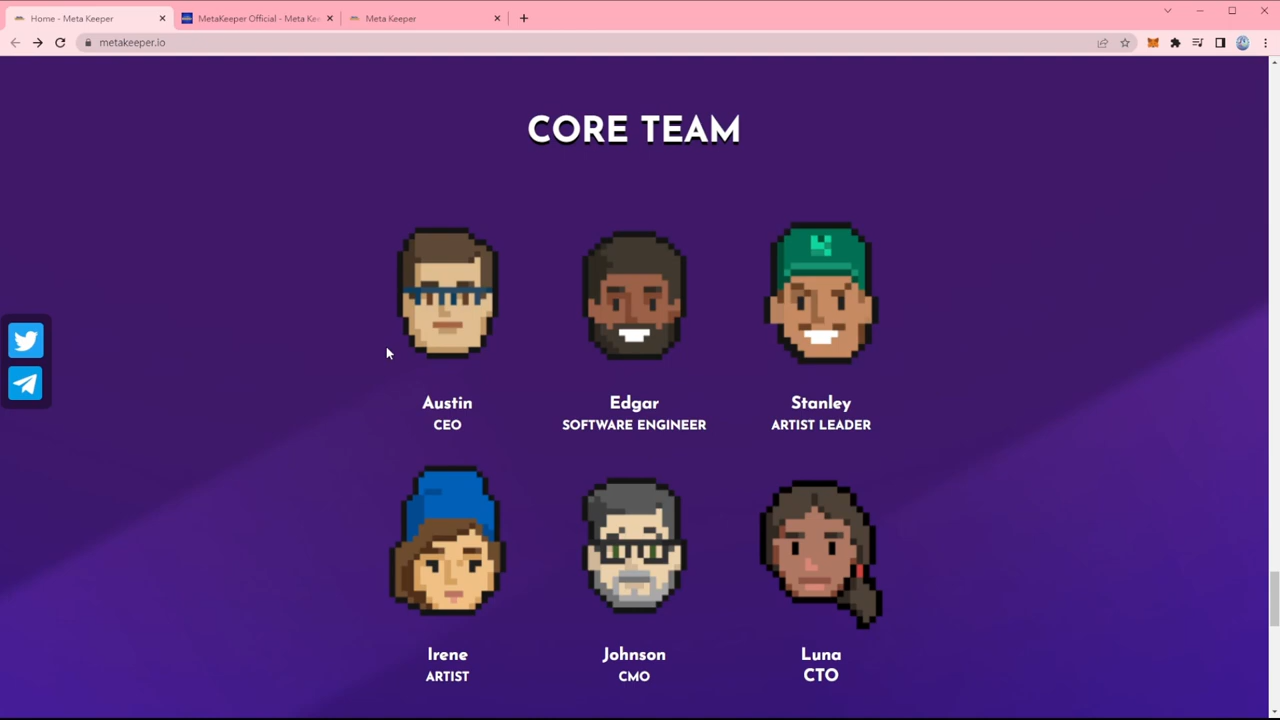 Home - Meta Keeper
MetaKeeper Official - Meta Kee
Meta Keeper
metakeeper.io
CORE TEAM
Austin
CEO
Edgar
SOFTWARE ENGINEER
Stanley
ARTIST LEADER
Irene
ARTIST
Johnson
CMO
Luna
CTO